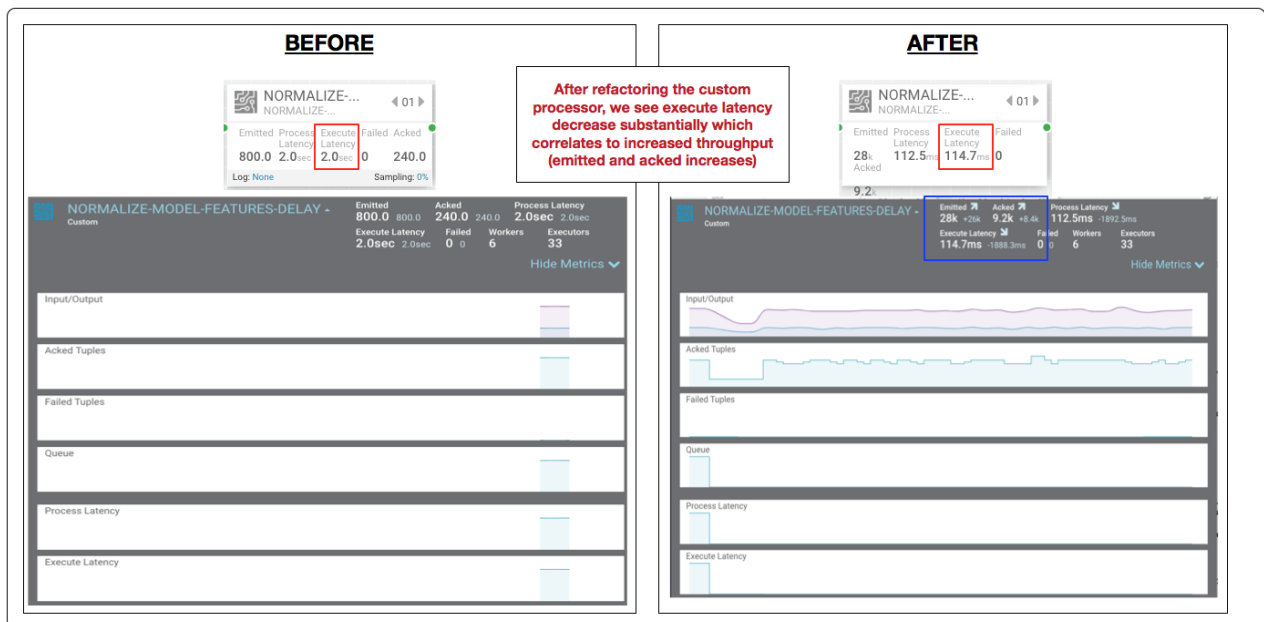 BEFORE
NORMALIZE-...
NORMALIZE-...
01
Emitted Process Latency Execute Latency Failed Acked
800.0 2.0sec 2.0sec 0 240.0
Log: None Sampling: 0%
NORMALIZE-MODEL-FEATURES-DELAY
Custom
Emitted Acked Process Latency
800.0 800.0 240.0 240.0 2.0sec 2.0sec
Execute Latency Failed Workers Executors
2.0sec 2.0sec 0 0 6 33
Hide Metrics
Input/Output
Acked Tuples
Failed Tuples
Queue
Process Latency
Execute Latency
After refactoring the custom
processor, we see execute latency
decrease substantially which
correlates to increased throughput
(emitted and acked increases)
AFTER
NORMALIZE-...
NORMALIZE-...
01
Emitted Process Latency Execute Latency Failed
28k 112.5ms 114.7ms 0
Acked
9.2k
NORMALIZE-MODEL-FEATURES-DELAY
Custom
Emitted Acked Process Latency
28k +26k 9.2k +8.4k 112.5ms -1892.5ms
Execute Latency Failed Workers Executors
114.7ms -1888.3ms 0 0 6 33
Hide Metrics
Input/Output
Acked Tuples
Failed Tuples
Queue
Process Latency
Execute Latency